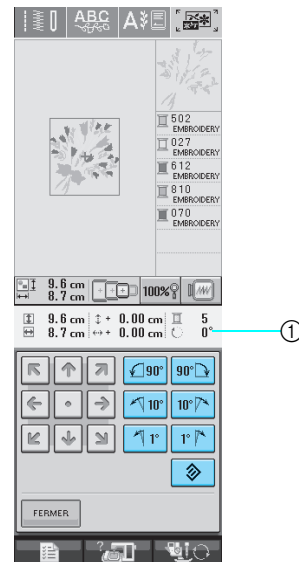 ABC A
502
EMBROIDERY
027
EMBROIDERY
612
EMBROIDERY
810
EMBROIDERY
070
EMBROIDERY
9.6 cm
8.7 cm
100%
9.6 cm + 0.00 cm 5
8.7 cm + 0.00 cm 0°
1
90° 90°
10° 10°
1° 1°
FERMER
?